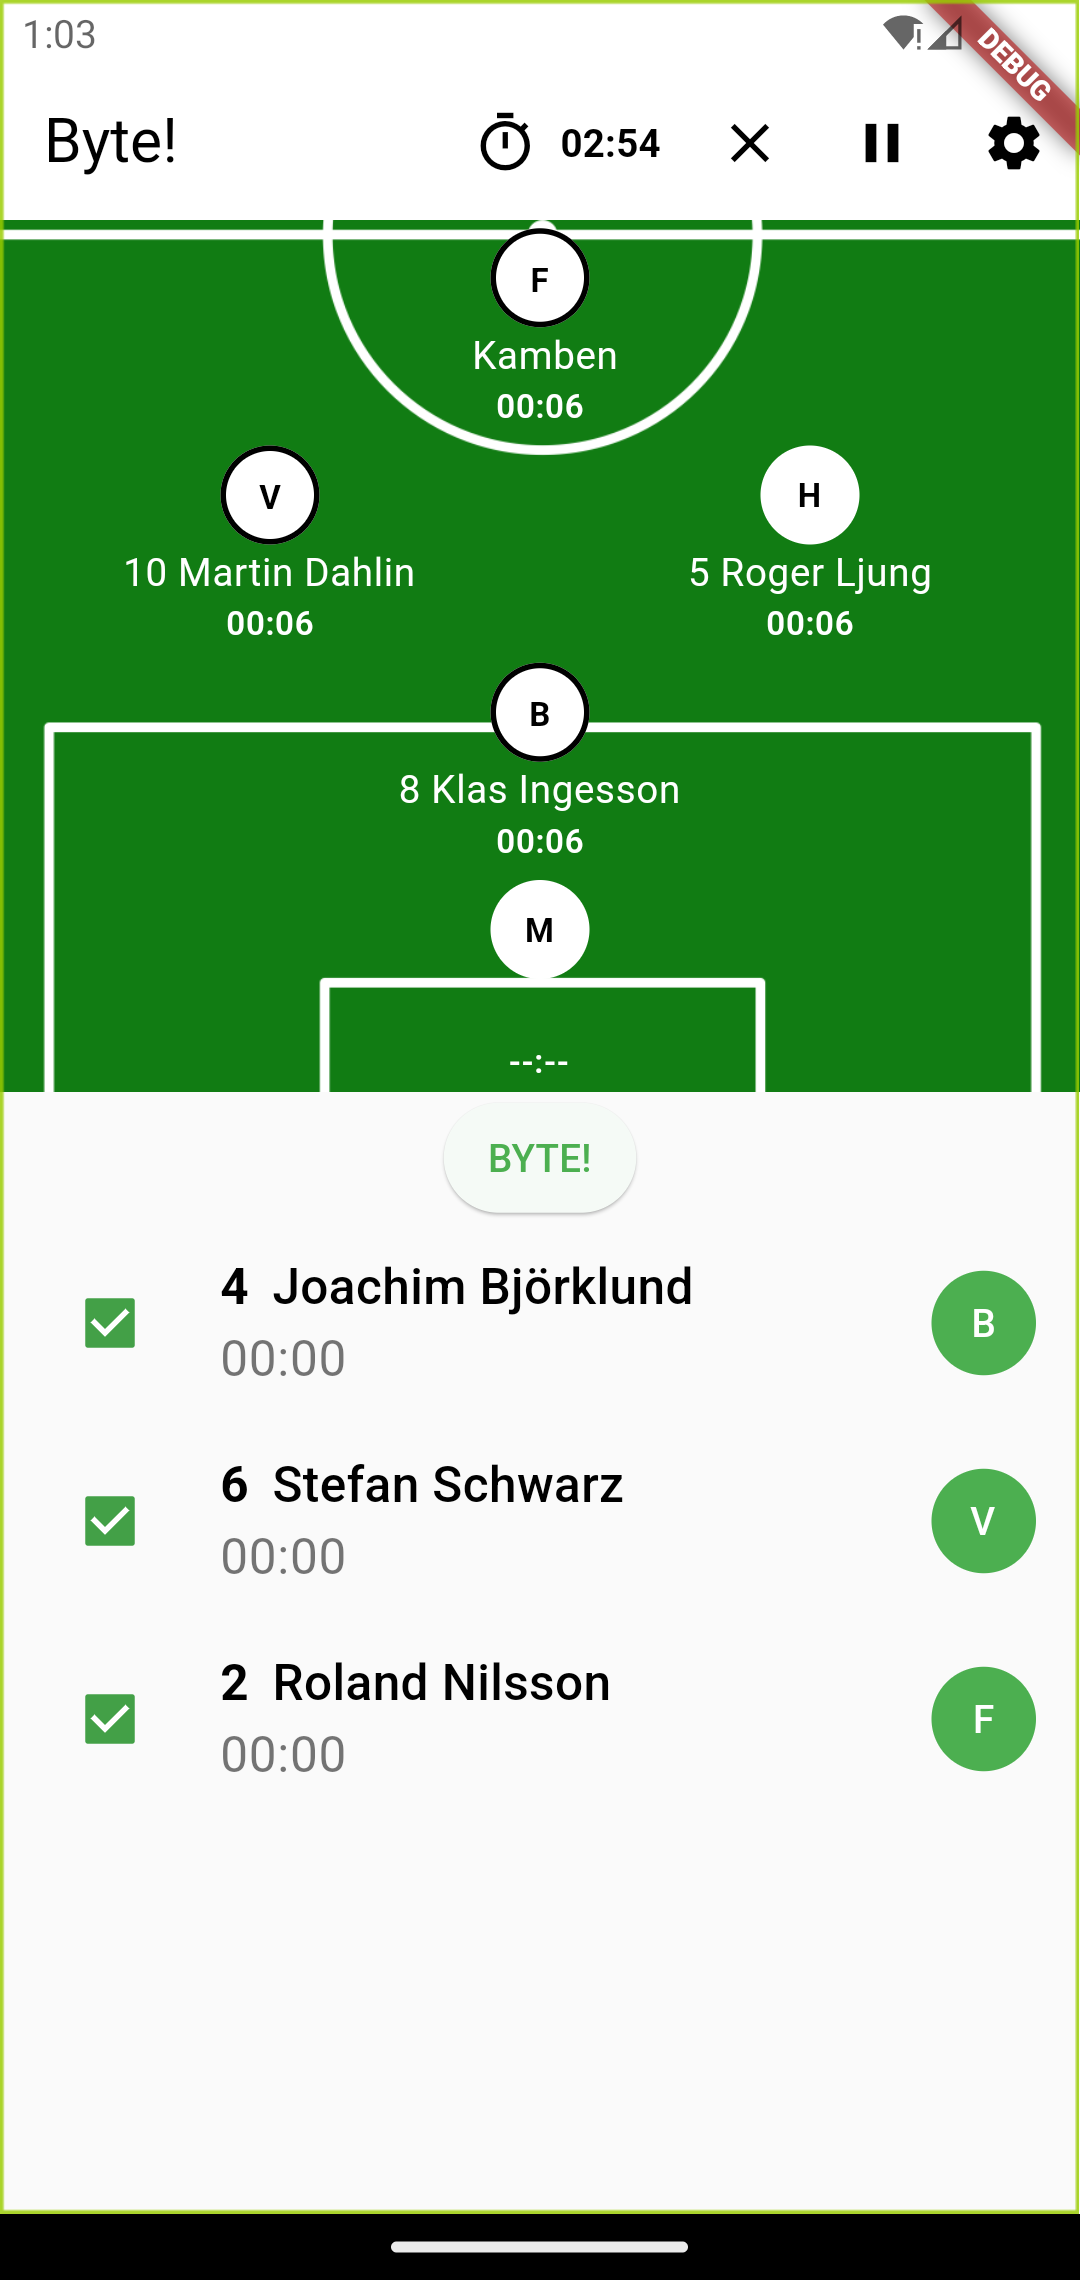 1:03
DEBUG
Byte!
02:54
F
Kamben
00:06
V
H
10 Martin Dahlin
5 Roger Ljung
00:06
00:06
B
8 Klas Ingesson
00:06
M
--:--
BYTE!
4 Joachim Björklund
00:00
B
6 Stefan Schwarz
00:00
V
2 Roland Nilsson
00:00
F